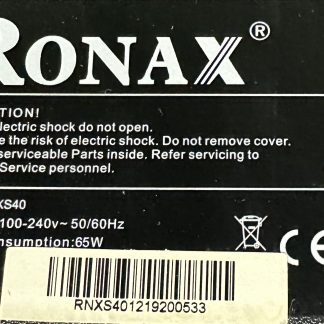 RONAX®
TION!
lectric shock do not open.
e the risk of electric shock. Do not remove cover.
serviceable Parts inside. Refer servicing to
Service personnel.
XS40
100-240v~ 50/60Hz
nsumption:65W
CE
RNXS401219200533